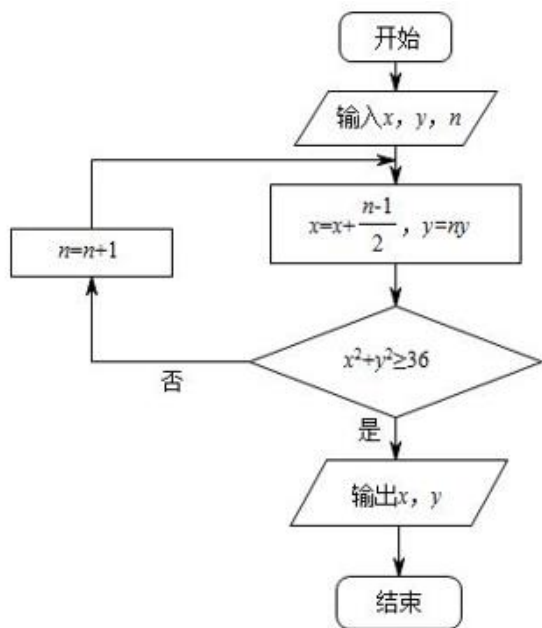 开始
输入x，y，n
x=x+\frac{n-1}{2}，y=ny
n=n+1
x²+y²≥36
否
是
输出x，y
结束